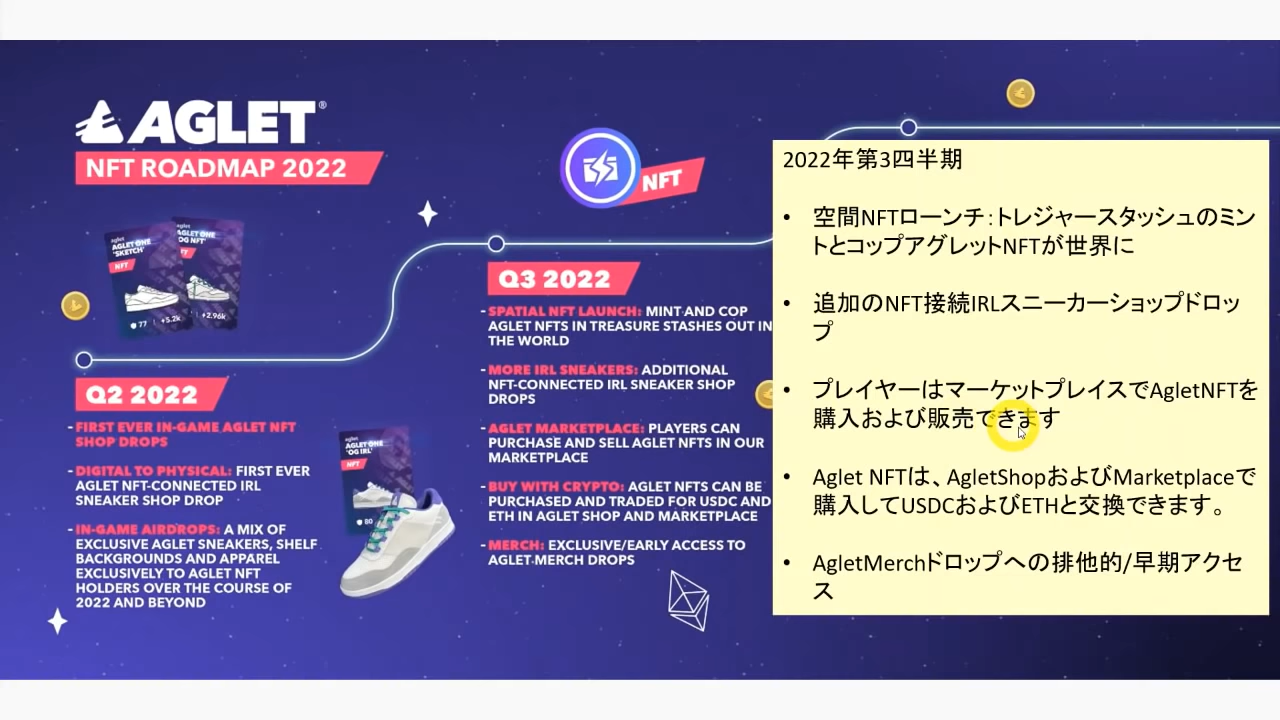 AGLET®
NFT ROADMAP 2022
NFT
aglet
AGLET ONE
'SKETCH'
NFT
77
+5.2k
aglet
AGLET ONE
'OG NFT'
+2.96k
Q2 2022
- FIRST EVER IN-GAME AGLET NFT
SHOP DROPS
- DIGITAL TO PHYSICAL: FIRST EVER
AGLET NFT-CONNECTED IRL
SNEAKER SHOP DROP
- IN-GAME AIRDROPS: A MIX OF
EXCLUSIVE AGLET SNEAKERS, SHELF
BACKGROUNDS AND APPAREL
EXCLUSIVELY TO AGLET NFT
HOLDERS OVER THE COURSE OF
2022 AND BEYOND
aglet
AGLET ONE
'OG IRL'
NFT
80
Q3 2022
- SPATIAL NFT LAUNCH: MINT AND COP
AGLET NFTS IN TREASURE STASHES OUT IN
THE WORLD
- MORE IRL SNEAKERS: ADDITIONAL
NFT-CONNECTED IRL SNEAKER SHOP
DROPS
- AGLET MARKETPLACE: PLAYERS CAN
PURCHASE AND SELL AGLET NFTS IN OUR
MARKETPLACE
- BUY WITH CRYPTO: AGLET NFTS CAN BE
PURCHASED AND TRADED FOR USDC AND
ETH IN AGLET SHOP AND MARKETPLACE
- MERCH: EXCLUSIVE/EARLY ACCESS TO
AGLET MERCH DROPS
2022年第3四半期
• 空間NFTローンチ：トレジャースタッシュのミン
トとコップアグレットNFTが世界に
• 追加のNFT接続IRLスニーカーショップドロッ
プ
• プレイヤーはマーケットプレイスでAgletNFTを
購入および販売できます
• Aglet NFTは、AgletShopおよびMarketplaceで
購入してUSDCおよびETHと交換できます。
• AgletMerchドロップへの排他的/早期アクセ
ス